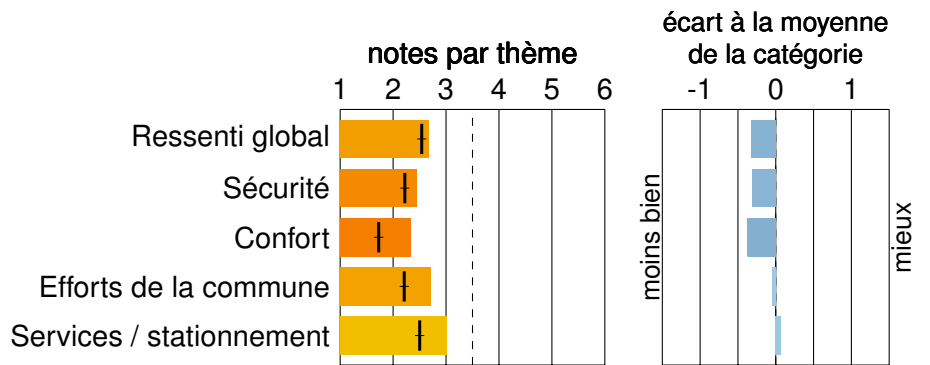 écart à la moyenne
de la catégorie
notes par thème
1 2 3 4 5 6
-1 0 1
Ressenti global
Sécurité
Confort
Efforts de la commune
Services / stationnement
moins bien
mieux